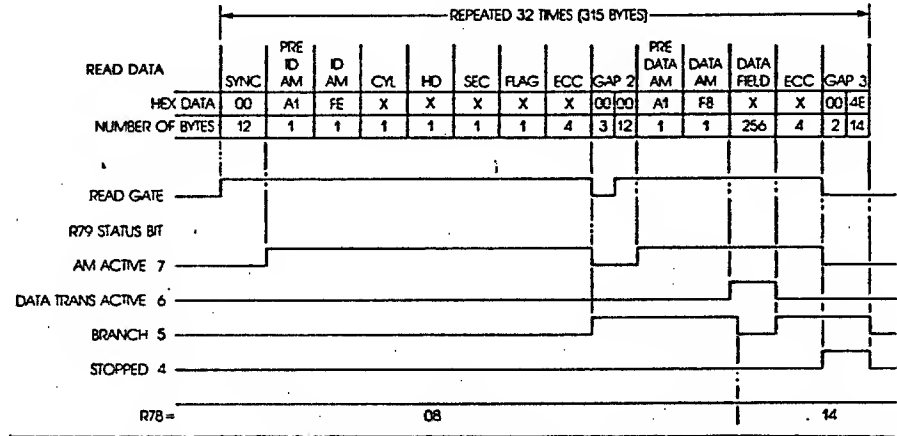 REPEATED 32 TIMES (315 BYTES)
READ DATA SYNC PRE ID AM ID AM CYL HD SEC FLAG ECC GAP 2 PRE DATA AM DATA AM DATA FIELD ECC GAP 3
HEX DATA 00 A1 FE X X X X X 00 00 A1 F8 X X 00 4E
NUMBER OF BYTES 12 1 1 1 1 1 1 4 3 12 1 1 256 4 2 14
READ GATE
R79 STATUS BIT
AM ACTIVE 7
DATA TRANS ACTIVE 6
BRANCH 5
STOPPED 4
R78= 08 14